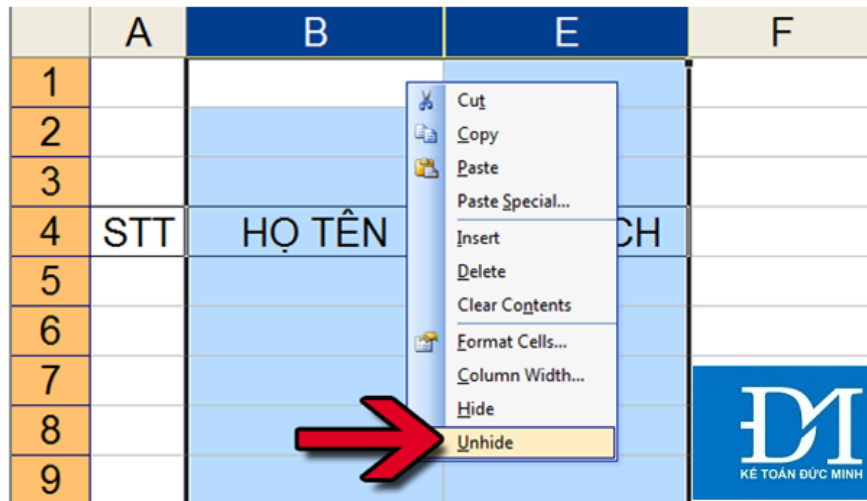 A B E F
1
Cut
2
Copy
3
Paste
Paste Special...
4 STT HỌ TÊN CH
Insert
5
Delete
Clear Contents
6
Format Cells...
7
Column Width...
Hide
8
Unhide
9
ĐM
KẾ TOÁN ĐỨC MINH